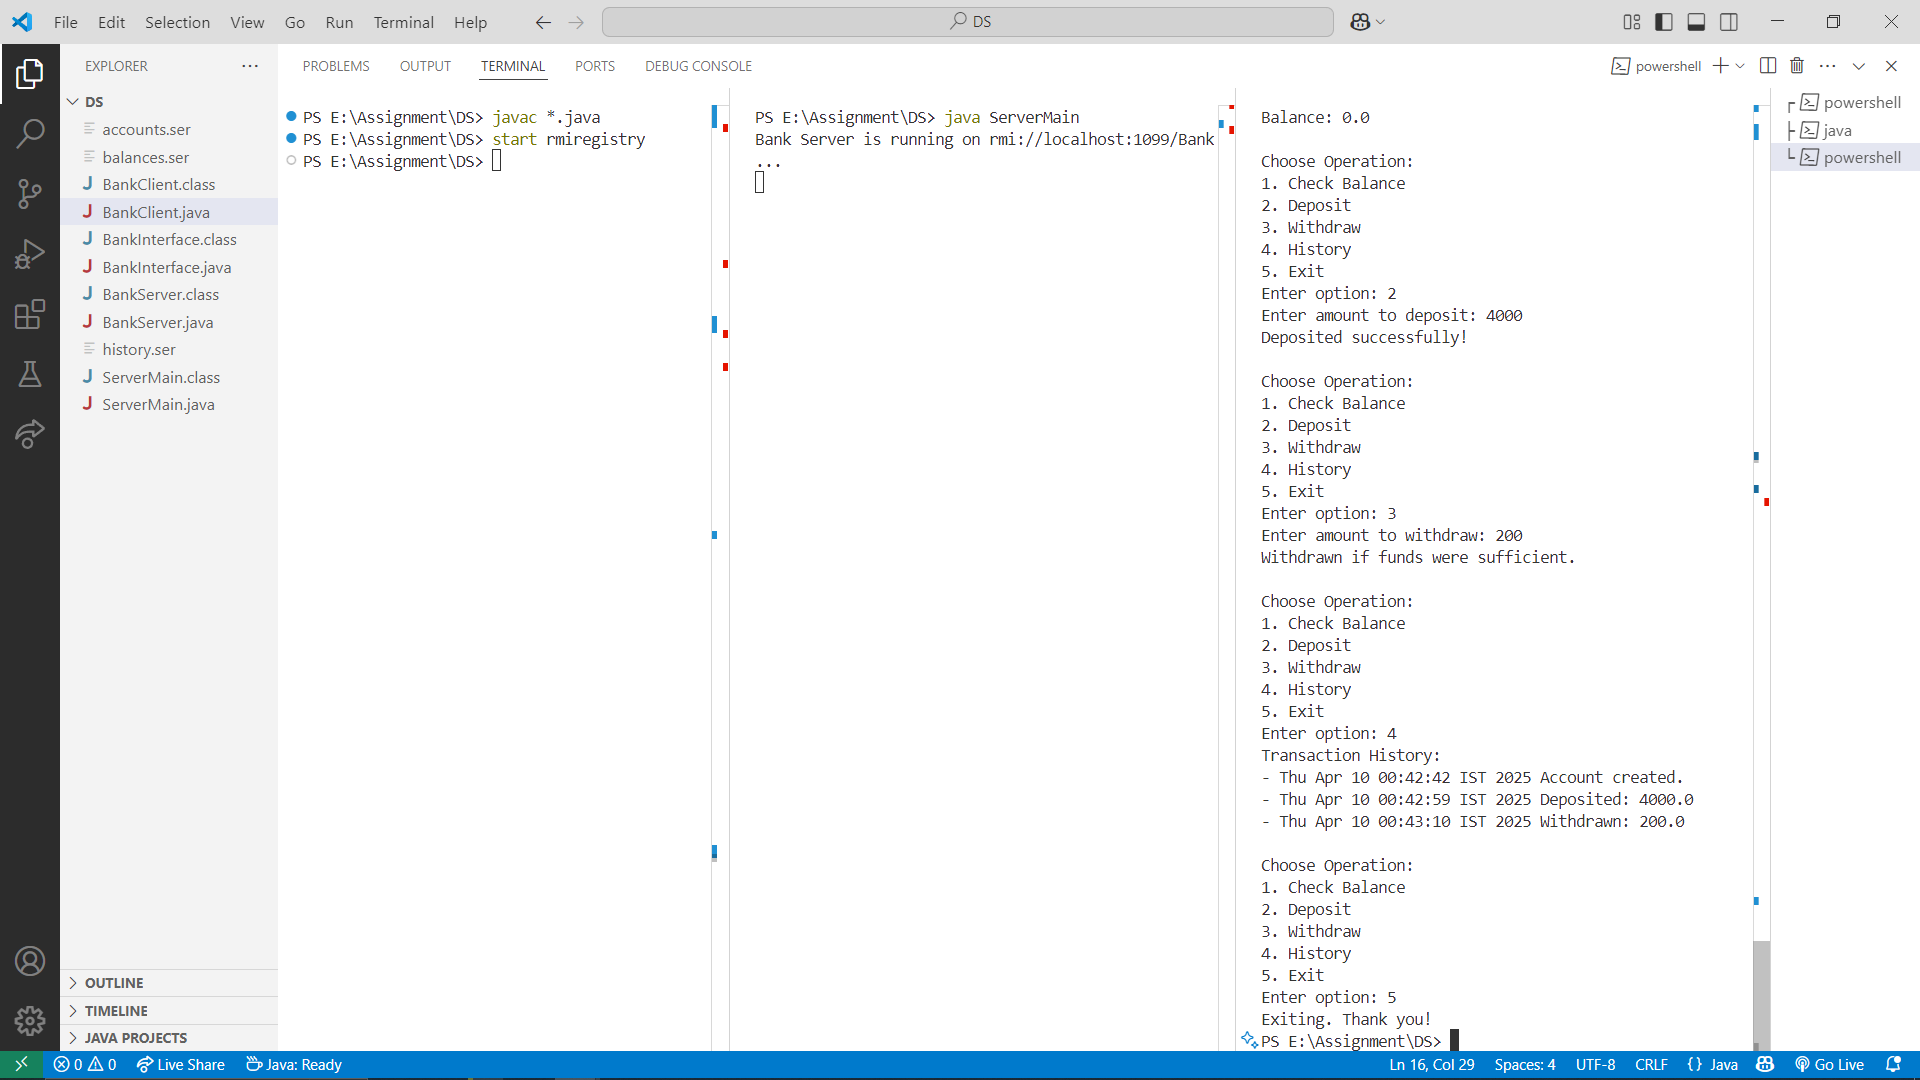 File Edit Selection View Go Run Terminal Help
DS
EXPLORER
DS
accounts.ser
balances.ser
BankClient.class
BankClient.java
BankInterface.class
BankInterface.java
BankServer.class
BankServer.java
history.ser
ServerMain.class
ServerMain.java
OUTLINE
TIMELINE
JAVA PROJECTS
PROBLEMS OUTPUT TERMINAL PORTS DEBUG CONSOLE
powershell
PS E:\Assignment\DS> javac *.java
PS E:\Assignment\DS> start rmiregistry
PS E:\Assignment\DS>
PS E:\Assignment\DS> java ServerMain
Bank Server is running on rmi://localhost:1099/Bank
...
Balance: 0.0
Choose Operation:
1. Check Balance
2. Deposit
3. Withdraw
4. History
5. Exit
Enter option: 2
Enter amount to deposit: 4000
Deposited successfully!
Choose Operation:
1. Check Balance
2. Deposit
3. Withdraw
4. History
5. Exit
Enter option: 3
Enter amount to withdraw: 200
Withdrawn if funds were sufficient.
Choose Operation:
1. Check Balance
2. Deposit
3. Withdraw
4. History
5. Exit
Enter option: 4
Transaction History:
- Thu Apr 10 00:42:42 IST 2025 Account created.
- Thu Apr 10 00:42:59 IST 2025 Deposited: 4000.0
- Thu Apr 10 00:43:10 IST 2025 Withdrawn: 200.0
Choose Operation:
1. Check Balance
2. Deposit
3. Withdraw
4. History
5. Exit
Enter option: 5
Exiting. Thank you!
PS E:\Assignment\DS>
powershell
java
powershell
0 0 Live Share Java: Ready
Ln 16, Col 29 Spaces: 4 UTF-8 CRLF {} Java Go Live